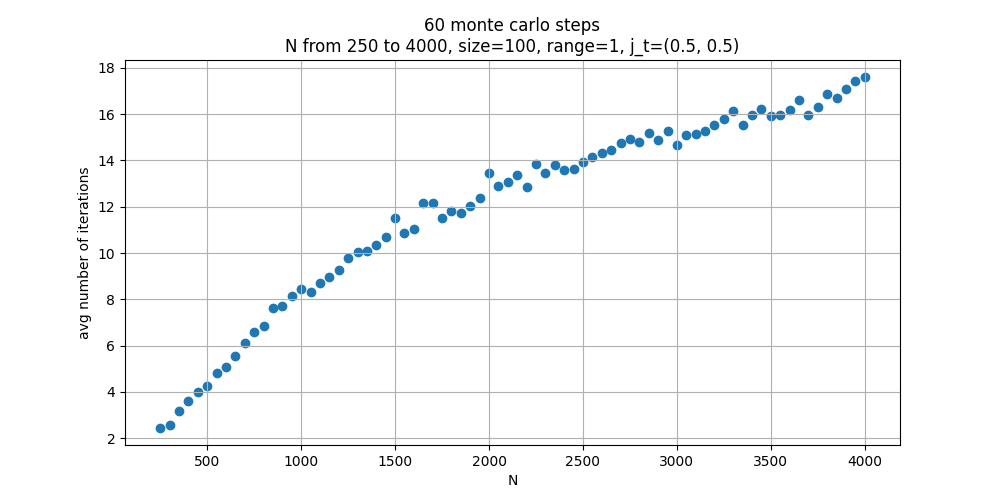 60 monte carlo steps
N from 250 to 4000, size=100, range=1, j_t=(0.5, 0.5)
18
16
14
12
10
8
6
4
2
avg number of iterations
500 1000 1500 2000 2500 3000 3500 4000
N